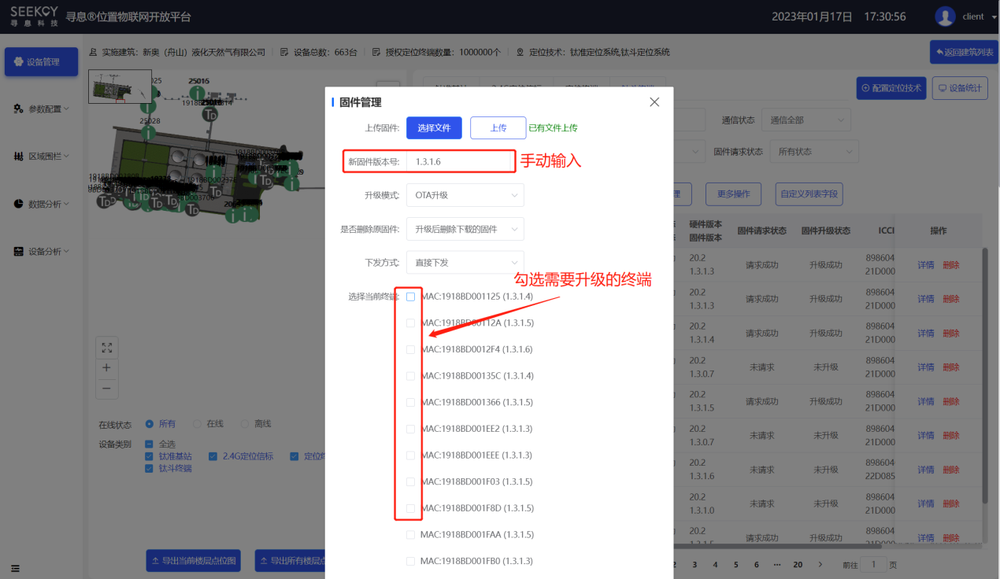 SEEKCY
寻息科技
寻息®位置物联网开放平台
2023年01月17日 17:30:56
client
设备管理
实施建筑: 新奥（舟山）液化天然气有限公司
设备总数: 663台
授权定位终端数量: 1000000个
定位技术: 钛准定位系统,钛斗定位系统
返回建筑列表
参数配置
区域围栏
数据分析
设备分析
25015
25028
配置定位技术
设备统计
通信状态
通信全部
固件请求状态
所有状态
更多操作
自定义列表字段
固件管理
上传固件:
选择文件
上传
已有文件上传
新固件版本号:
1.3.1.6
手动输入
升级模式:
OTA升级
是否删除原固件:
升级后删除下载的固件
下发方式:
直接下发
勾选需要升级的终端
选择当前终端:
MAC:1918BD001125 (1.3.1.4)
MAC:1918BD00112A (1.3.1.5)
MAC:1918BD0012F4 (1.3.1.6)
MAC:1918BD00135C (1.3.1.4)
MAC:1918BD001366 (1.3.1.5)
MAC:1918BD001EE2 (1.3.1.3)
MAC:1918BD001EEE (1.3.1.3)
MAC:1918BD001F03 (1.3.1.5)
MAC:1918BD001F8D (1.3.1.5)
MAC:1918BD001FAA (1.3.1.5)
MAC:1918BD001FB0 (1.3.1.3)
硬件版本
固件版本
固件请求状态
固件升级状态
ICCI
操作
20.2
1.3.1.3
请求成功
升级成功
898604
21D000
详情 删除
20.2
1.3.1.3
请求成功
升级成功
898604
21D000
详情 删除
20.2
1.3.1.4
请求成功
升级成功
898604
21D000
详情 删除
20.2
1.3.0.7
未请求
未升级
898604
21D000
详情 删除
20.2
1.3.1.5
请求成功
升级成功
898604
21D000
详情 删除
20.2
1.3.0.7
未请求
未升级
898604
21D000
详情 删除
20.2
1.3.1.6
未请求
未升级
898604
22D085
详情 删除
20.2
1.3.1.0
未请求
未升级
898604
21D000
详情 删除
20.2
1.3.1.5
请求成功
升级成功
898604
21D000
详情 删除
在线状态
所有
在线
离线
设备类别
全选
钛准基站
2.4G定位信标
定位终
钛斗终端
导出当前楼层点位图
导出所有楼层点
2 3 4 5 6 ··· 20
前往 1 页